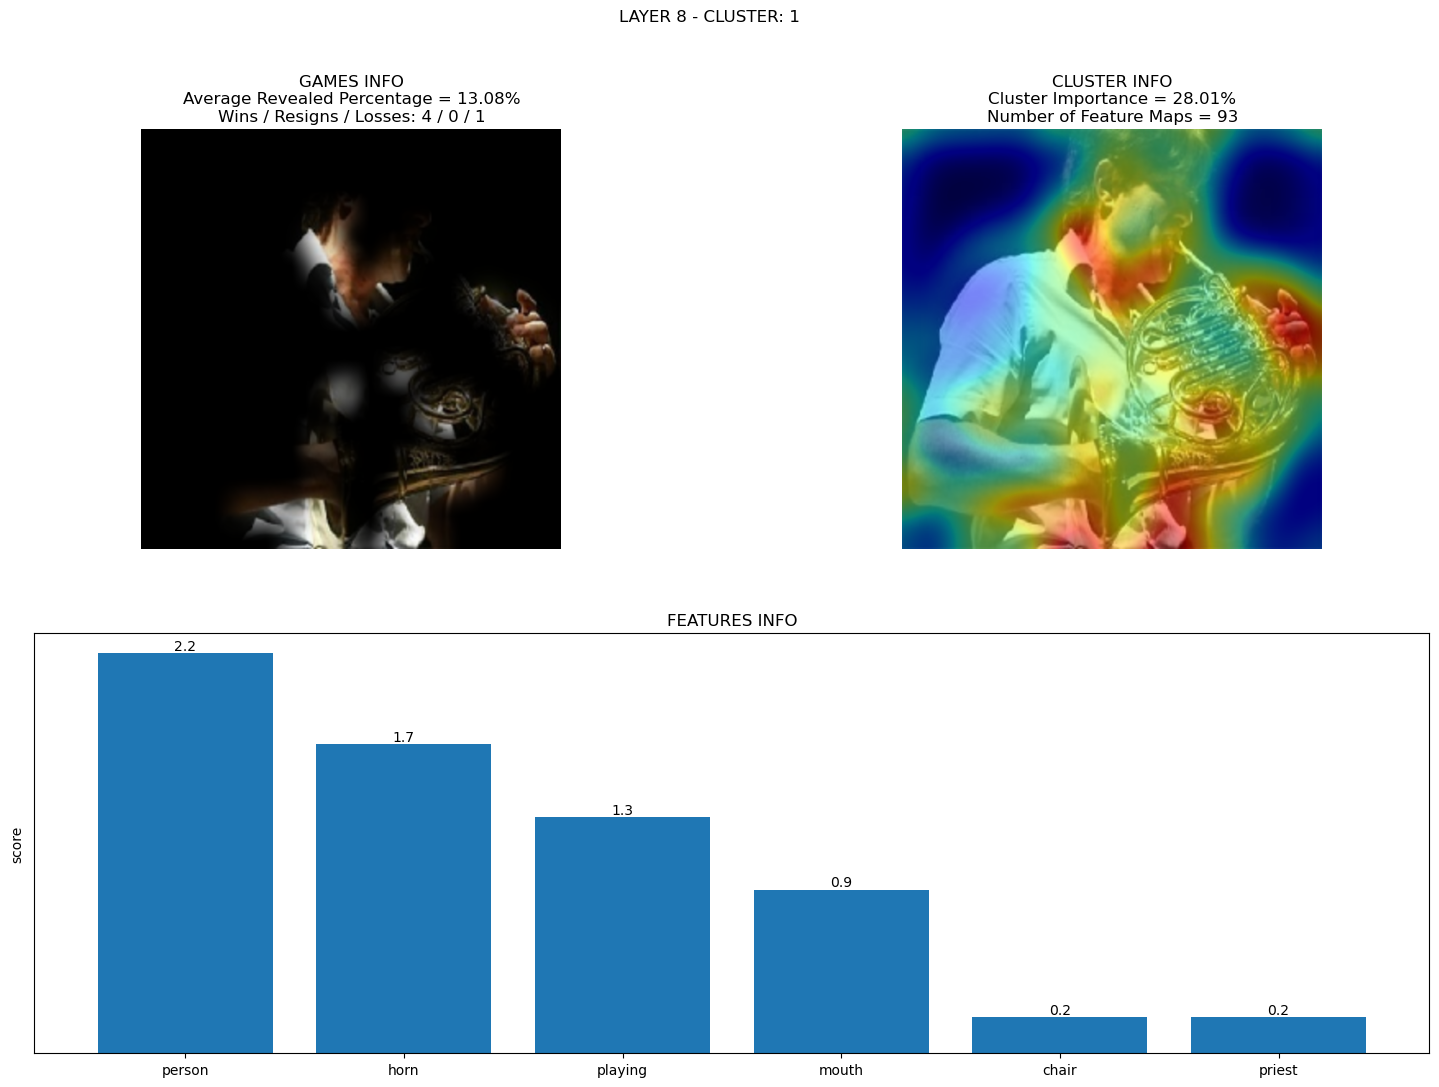 LAYER 8 - CLUSTER: 1
GAMES INFO
Average Revealed Percentage = 13.08%
Wins / Resigns / Losses: 4 / 0 / 1
CLUSTER INFO
Cluster Importance = 28.01%
Number of Feature Maps = 93
FEATURES INFO
score
2.2
1.7
1.3
0.9
0.2
0.2
person
horn
playing
mouth
chair
priest